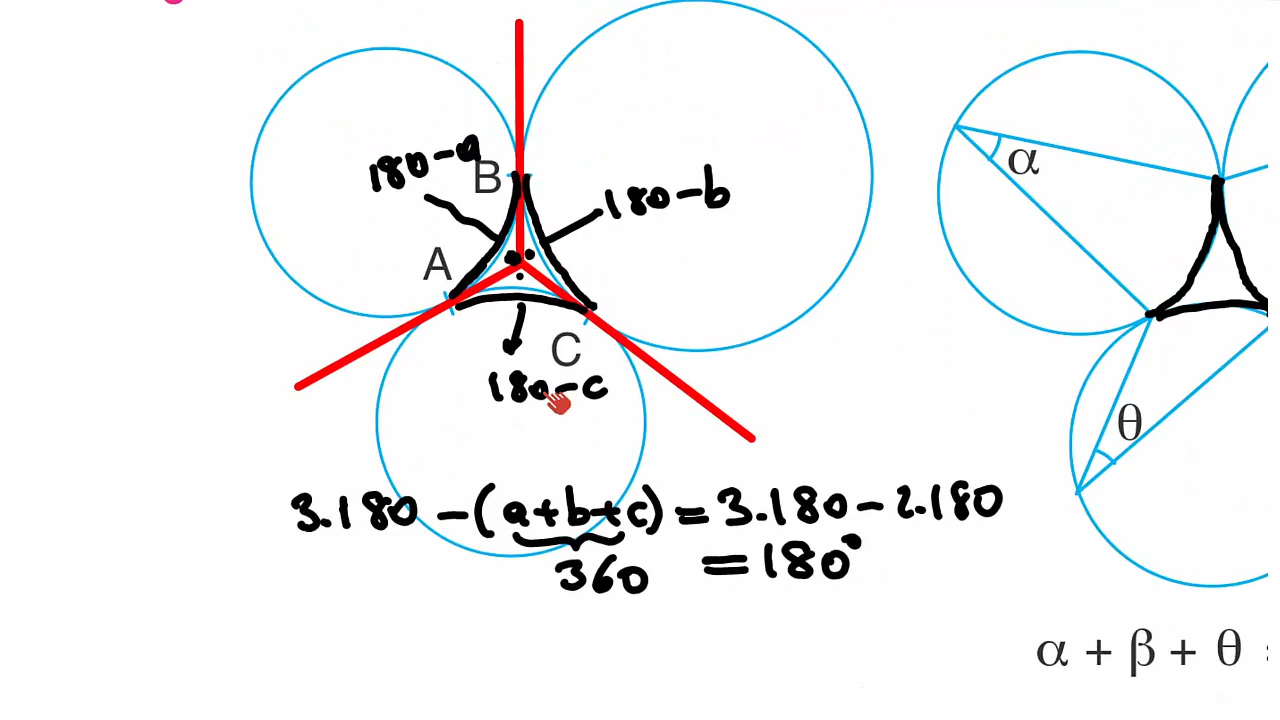 180-a
B
180-b
α
A
C
180-c
θ
3.180 -(a+b+c) = 3.180 - 2.180
360 = 180°
α + β + θ